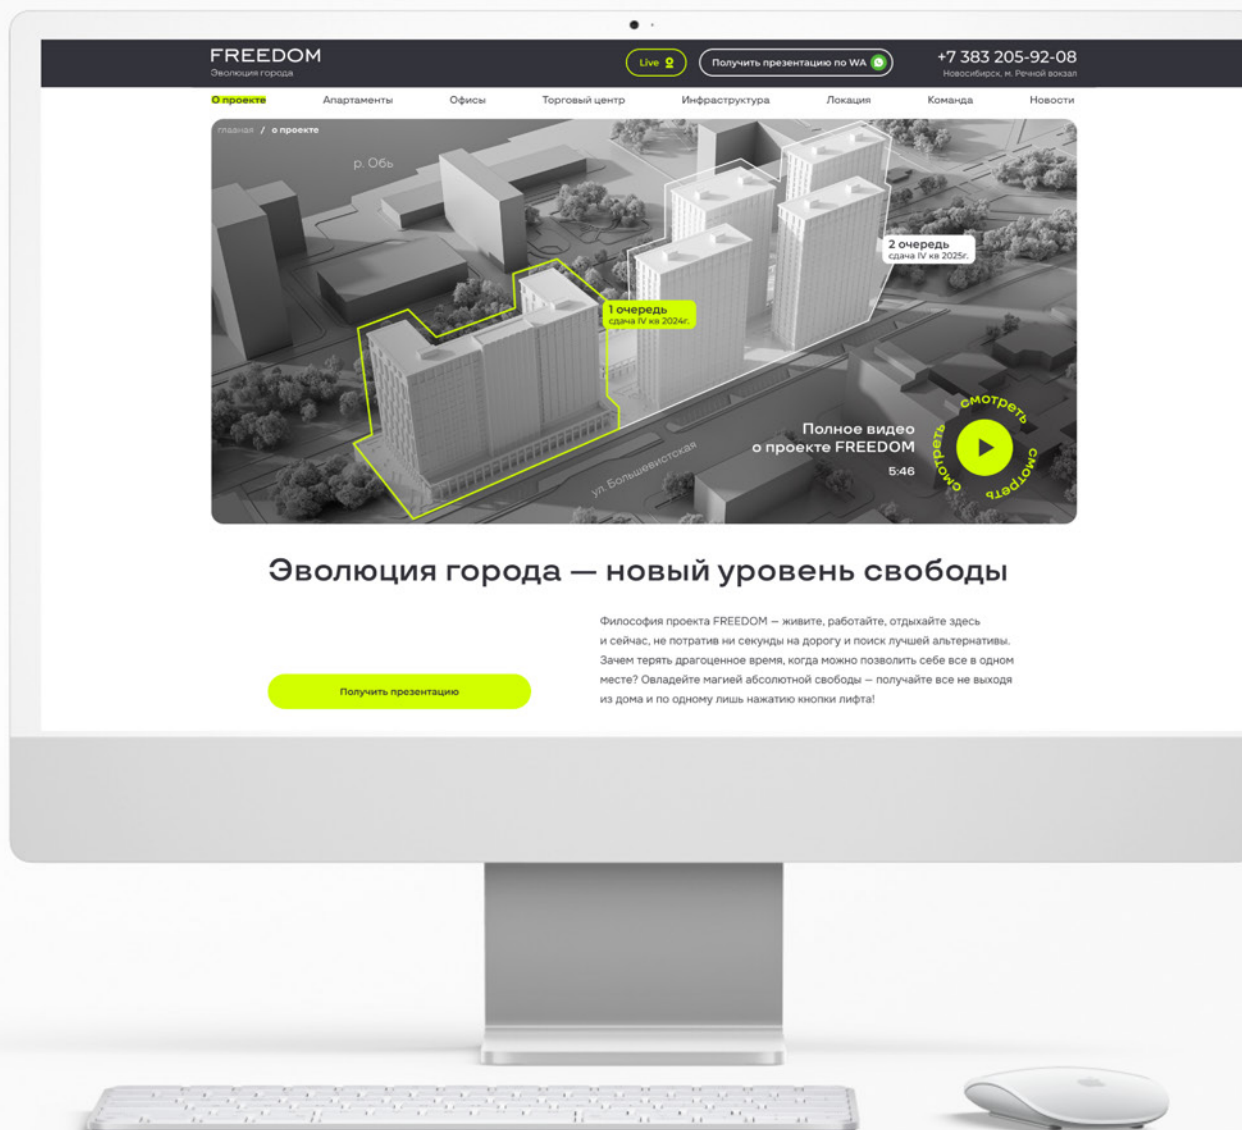 FREEDOM
Эволюция города
Live
Получить презентацию по WA
+7 383 205-92-08
Новосибирск, м. Речной вокзал
О проекте
Апартаменты
Офисы
Торговый центр
Инфраструктура
Локация
Команда
Новости
главная / о проекте
р. Обь
2 очередь
сдача IV кв 2025г.
1 очередь
сдача IV кв 2024г.
ул. Большевистская
Полное видео
о проекте FREEDOM
5:46
смотреть
смотреть
смотреть
Эволюция города — новый уровень свободы
Философия проекта FREEDOM — живите, работайте, отдыхайте здесь
и сейчас, не потратив ни секунды на дорогу и поиск лучшей альтернативы.
Зачем терять драгоценное время, когда можно позволить себе все в одном
месте? Овладейте магией абсолютной свободы — получайте все не выходя
из дома и по одному лишь нажатию кнопки лифта!
Получить презентацию